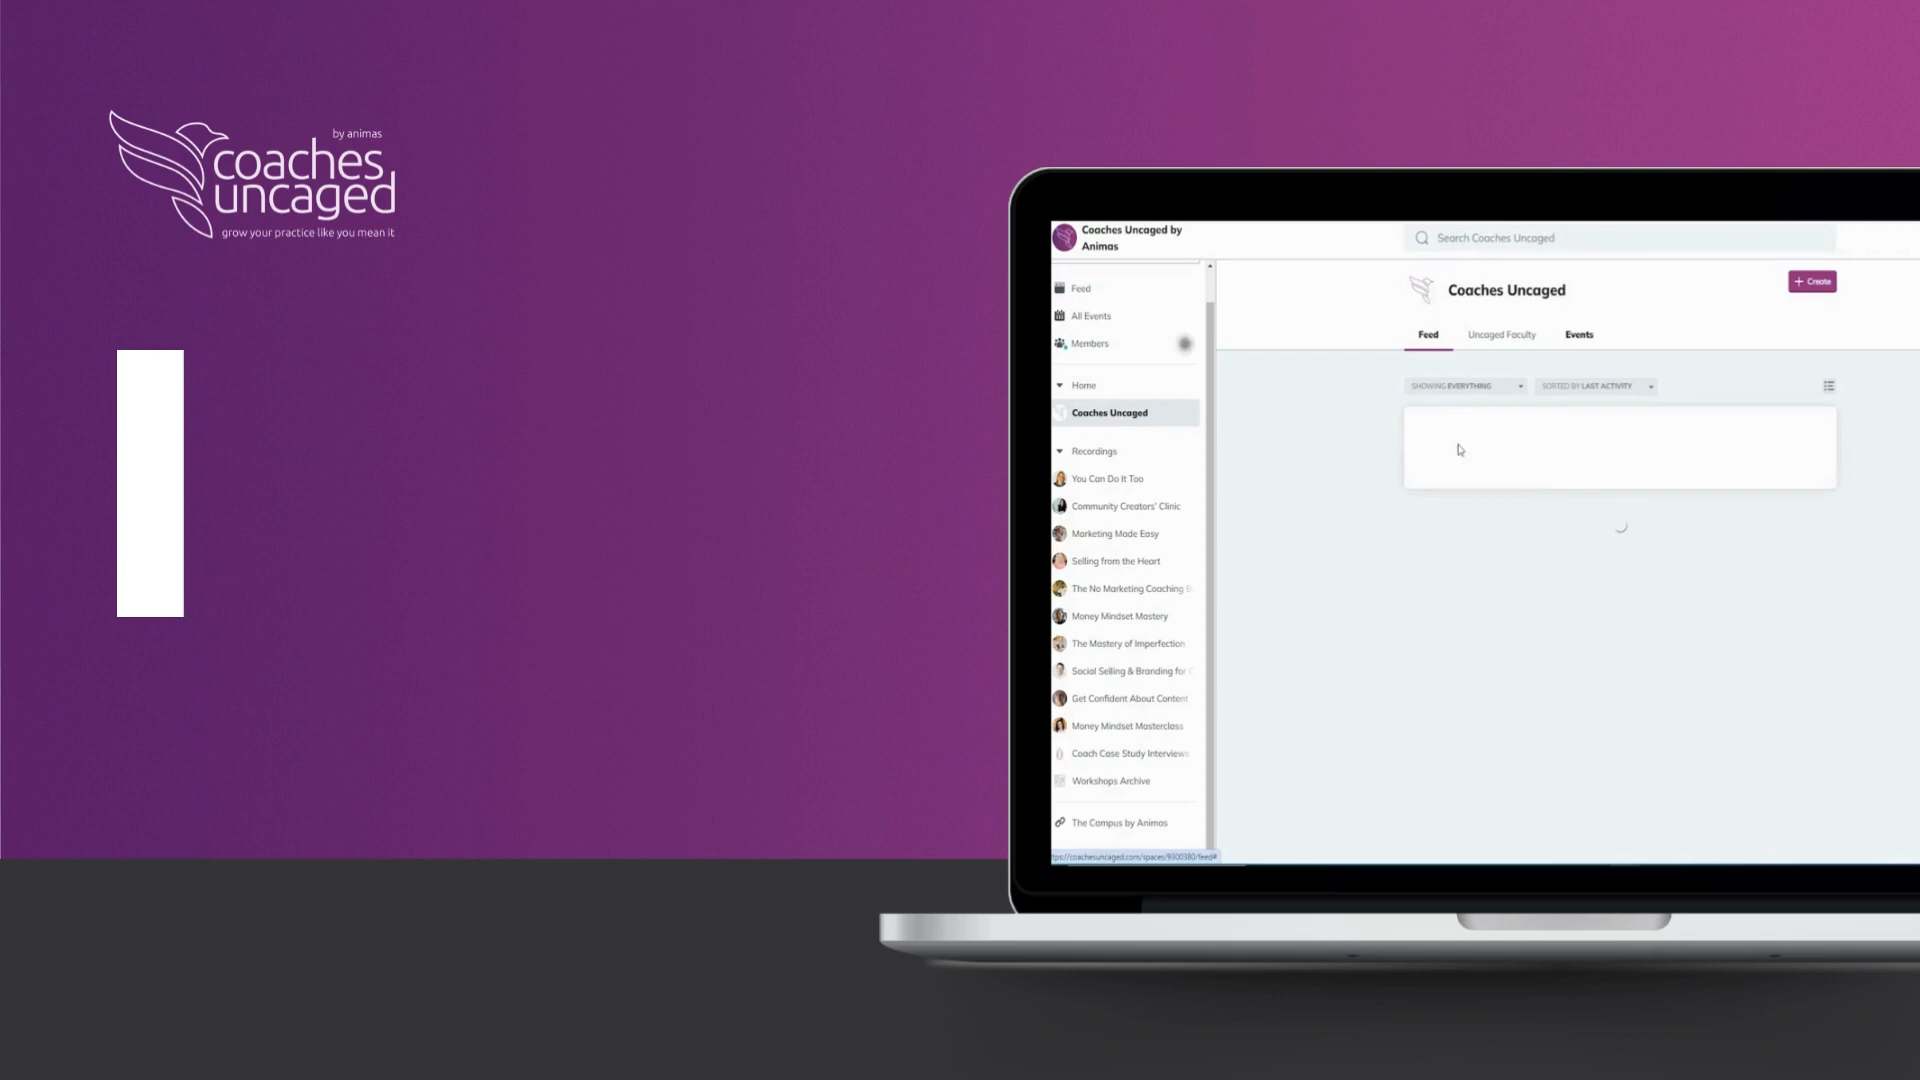 by animas
coaches
uncaged
grow your practice like you mean it
Coaches Uncaged by
Animas
Search Coaches Uncaged
Feed
All Events
Members
Coaches Uncaged
+ Create
Feed
Uncaged Faculty
Events
Home
SHOWING EVERYTHING
SORTED BY LAST ACTIVITY
Coaches Uncaged
Recordings
You Can Do It Too
Community Creators' Clinic
Marketing Made Easy
Selling from the Heart
The No Marketing Coaching B
Money Mindset Mastery
The Mastery of Imperfection
Social Selling & Branding for C
Get Confident About Content
Money Mindset Masterclass
Coach Case Study Interviews
Workshops Archive
The Campus by Animas
ttps://coachesuncaged.com/spaces/9300380/feed#